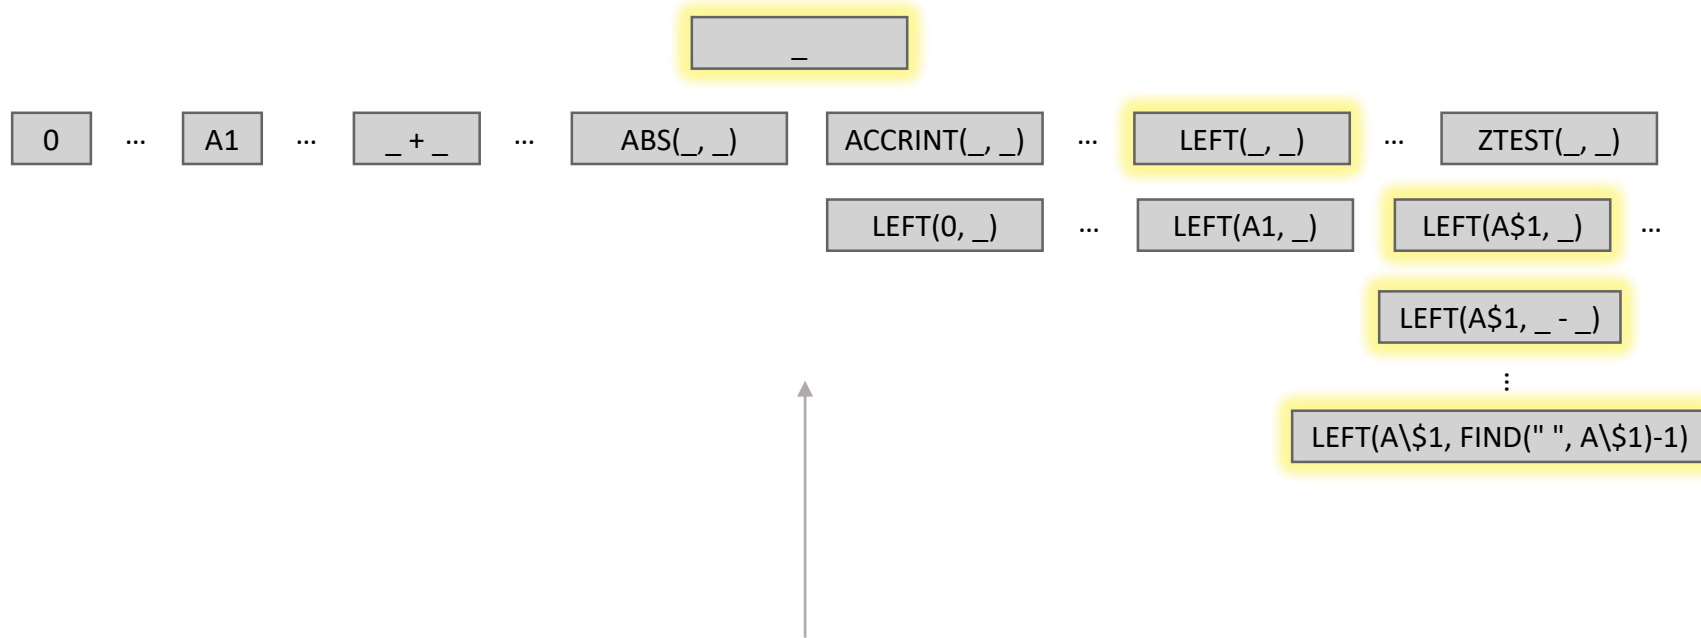 _
0 ... A1 ... _ + _ ... ABS(_, _) ACCRINT(_, _) ... LEFT(_, _) ... ZTEST(_, _)
LEFT(0, _) ... LEFT(A1, _) LEFT(A$1, _) ...
LEFT(A$1, _ - _)
...
LEFT(A\$1, FIND(" ", A\$1)-1)